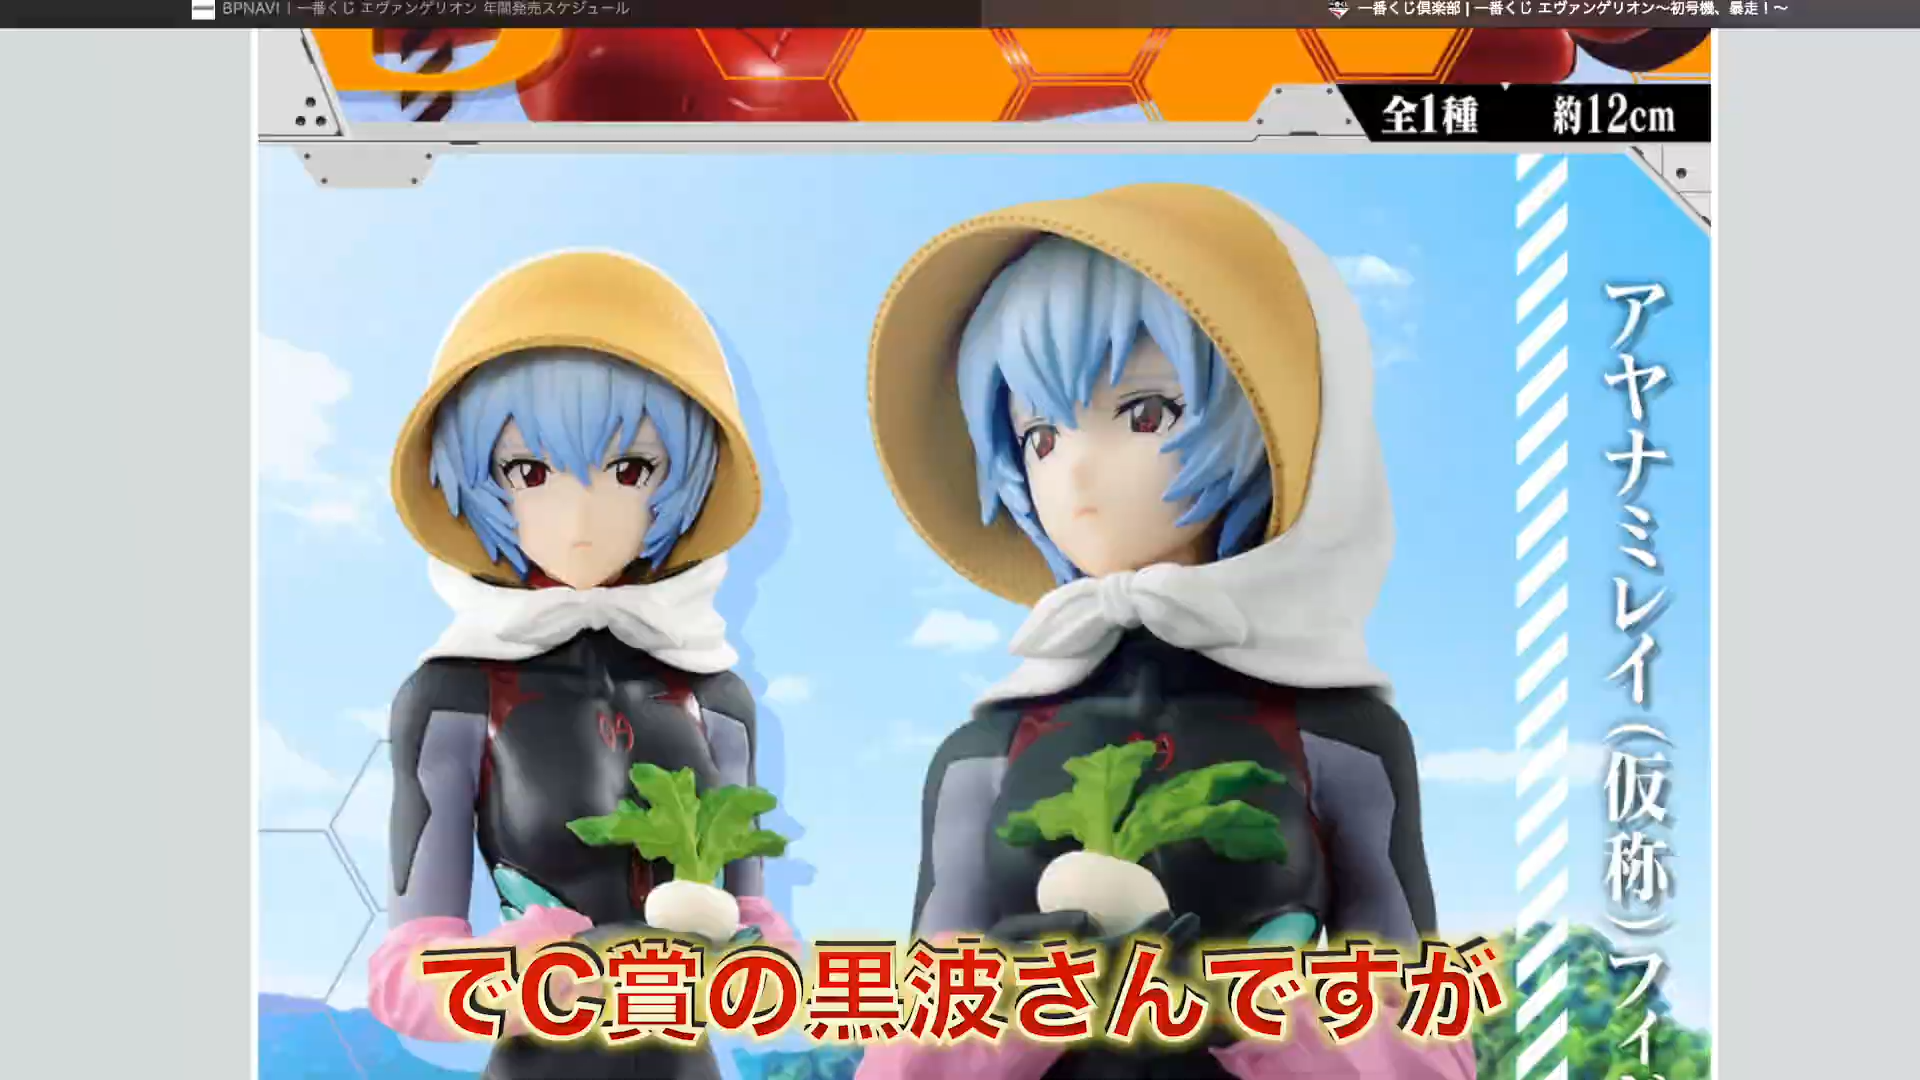 BPNAVI | 一番くじ エヴァンゲリオン 年間発売スケジュール
一番くじ倶楽部 | 一番くじ エヴァンゲリオン〜初号機、暴走！〜
全1種 約12cm
アヤナミレイ(仮称)フィギ
でC賞の黒波さんですが